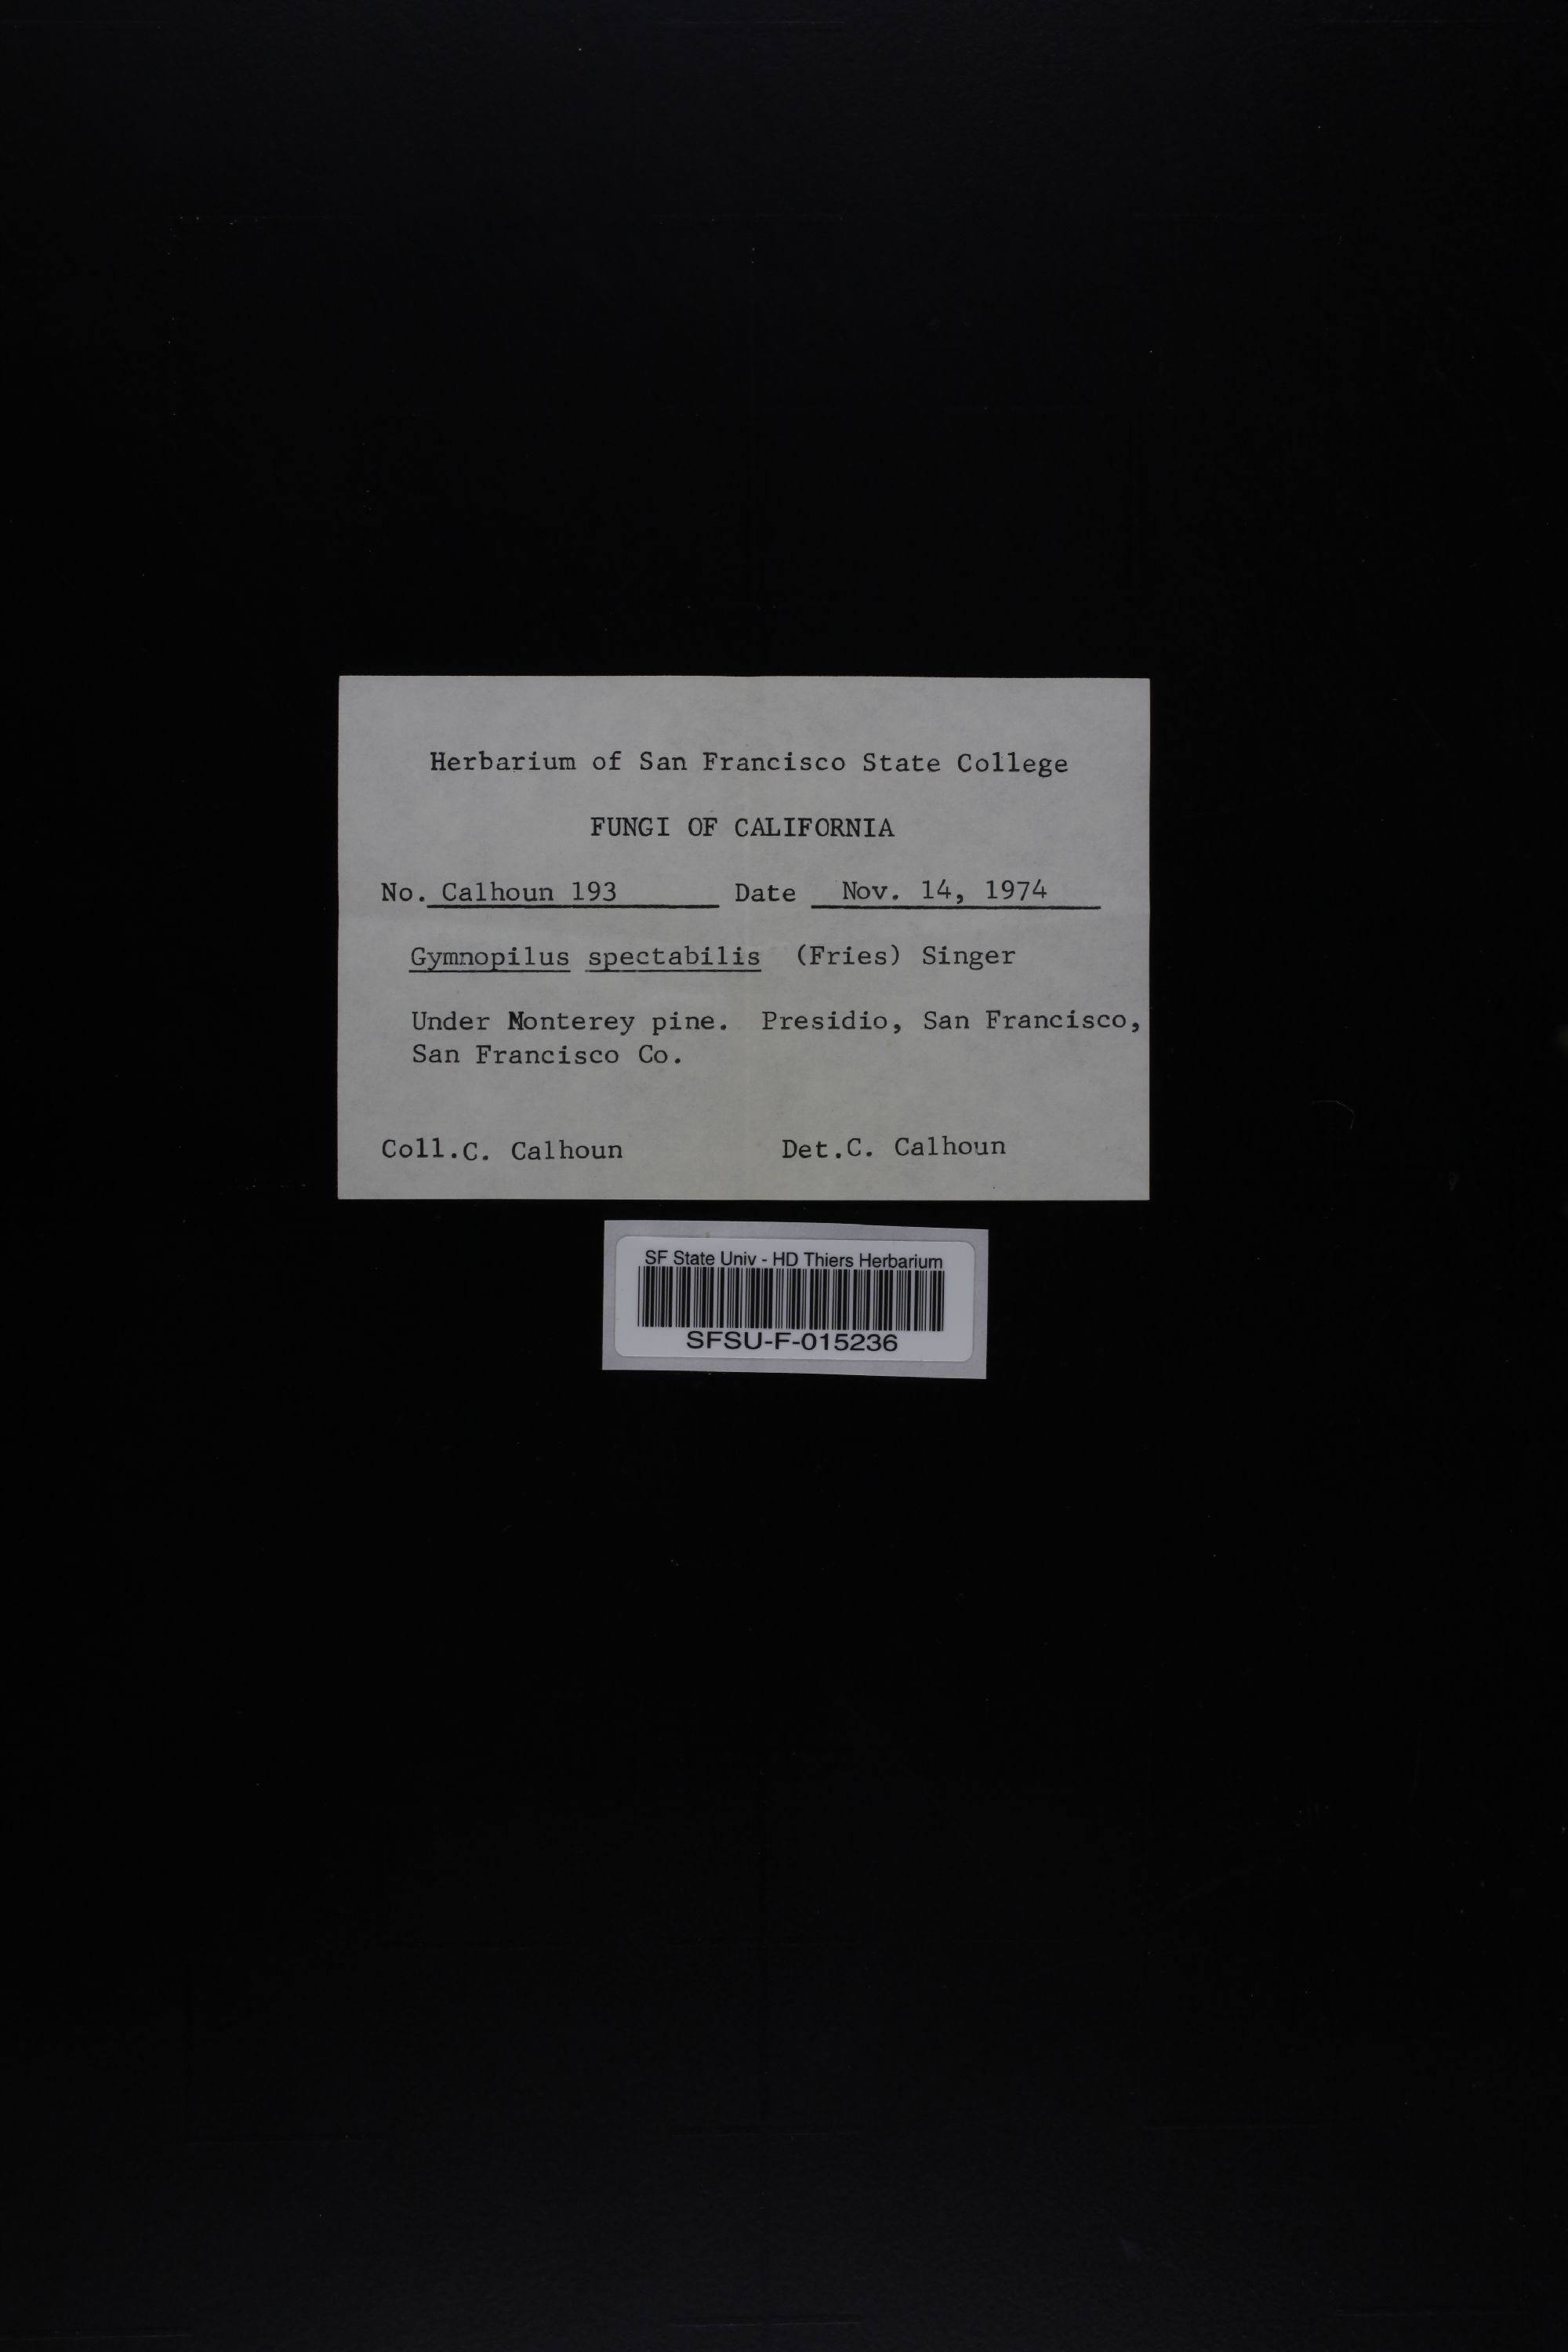 Herbarium of San Francisco State College
FUNGI OF CALIFORNIA
No. Calhoun 193 Date Nov. 14, 1974
Gymnopilus spectabilis (Fries) Singer
Under Monterey pine. Presidio, San Francisco,
San Francisco Co.
Coll.C. Calhoun Det.C. Calhoun
SF State Univ - HD Thiers Herbarium
SFSU-F-015236